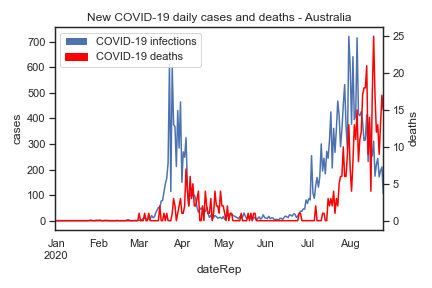 New COVID-19 daily cases and deaths - Australia
COVID-19 infections
COVID-19 deaths
700
600
500
400
300
200
100
0
cases
25
20
15
10
5
0
deaths
Jan Feb Mar Apr May Jun Jul Aug
2020
dateRep